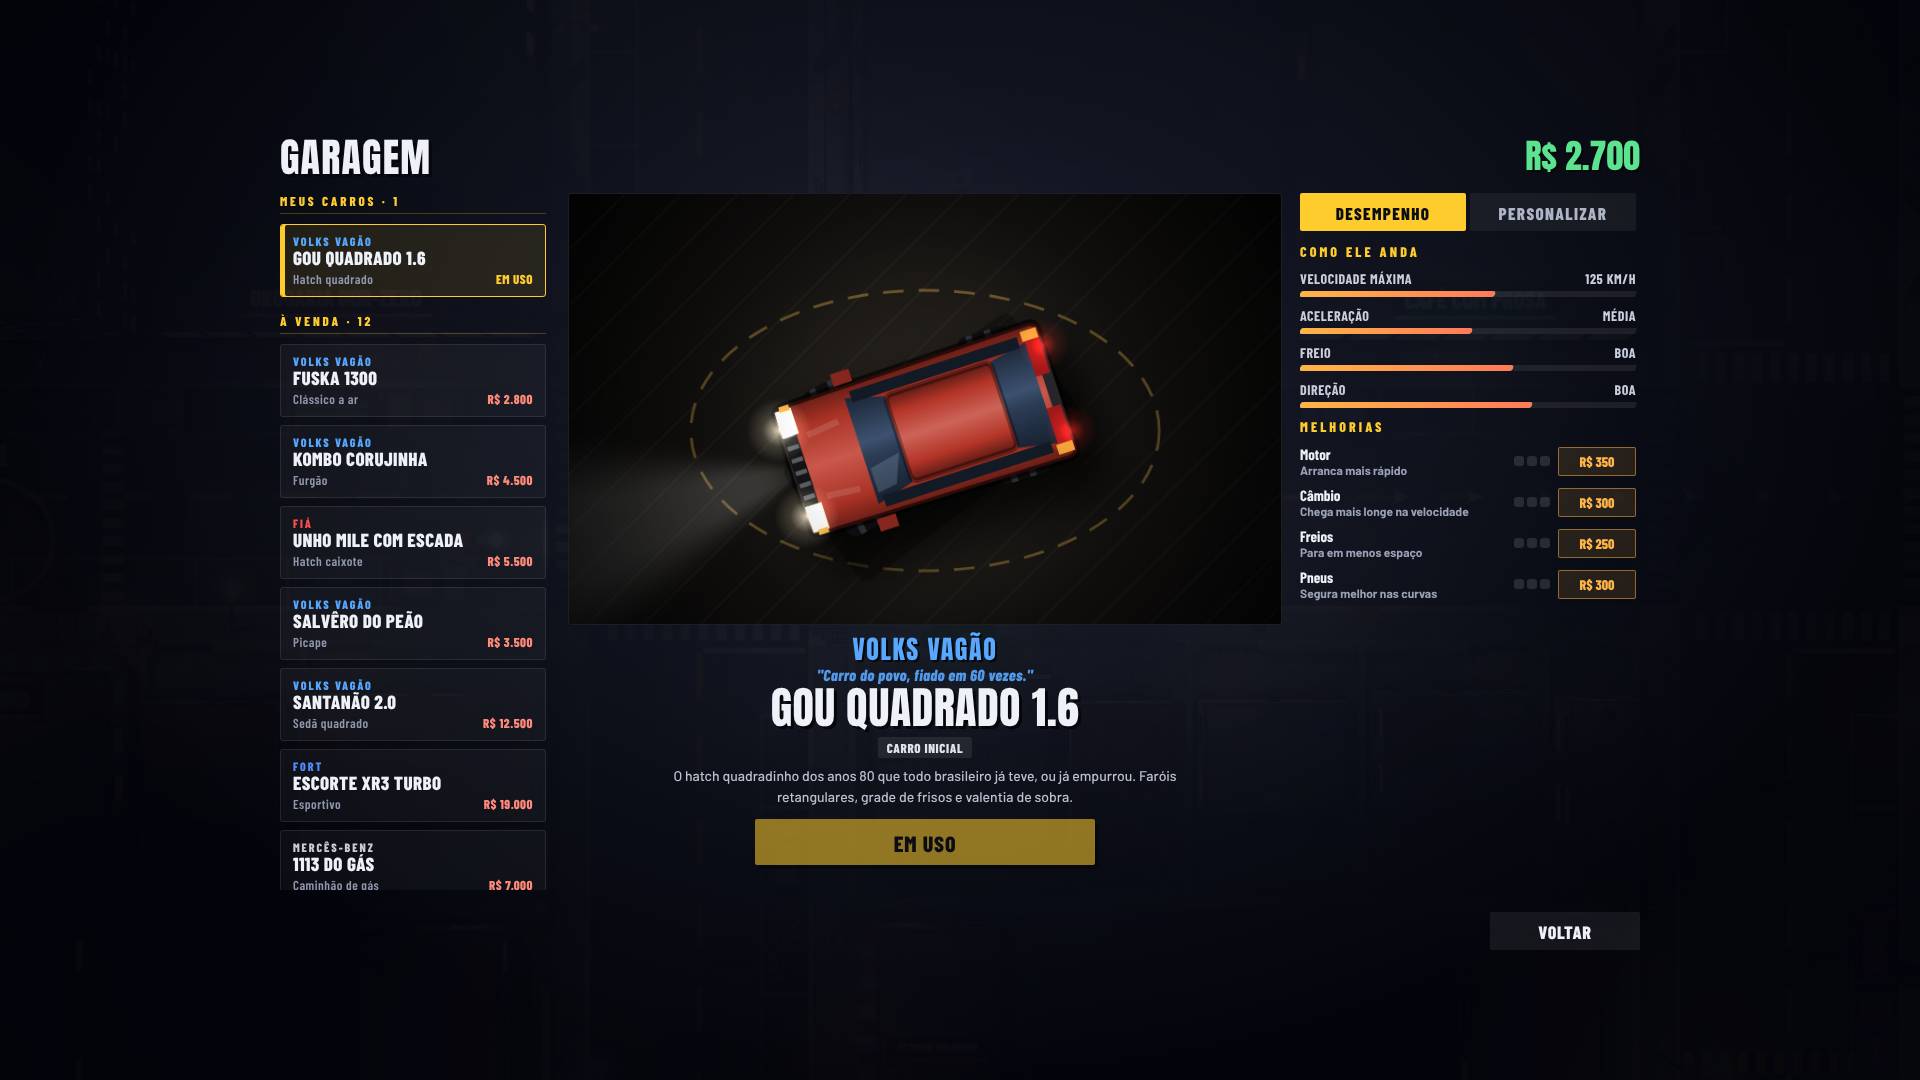 GARAGEM
R$ 2.700
MEUS CARROS · 1
VOLKS VAGÃO
GOU QUADRADO 1.6
Hatch quadrado
EM USO
À VENDA · 12
VOLKS VAGÃO
FUSKA 1300
Clássico a ar
R$ 2.800
VOLKS VAGÃO
KOMBO CORUJINHA
Furgão
R$ 4.500
FIÁ
UNHO MILE COM ESCADA
Hatch caixote
R$ 5.500
VOLKS VAGÃO
SALVÊRO DO PEÃO
Picape
R$ 3.500
VOLKS VAGÃO
SANTANÃO 2.0
Sedã quadrado
R$ 12.500
FORT
ESCORTE XR3 TURBO
Esportivo
R$ 19.000
MERCÊS-BENZ
1113 DO GÁS
Caminhão de gás
R$ 7.000
VOLKS VAGÃO
"Carro do povo, fiado em 60 vezes."
GOU QUADRADO 1.6
CARRO INICIAL
O hatch quadradinho dos anos 80 que todo brasileiro já teve, ou já empurrou. Faróis
retangulares, grade de frisos e valentia de sobra.
EM USO
DESEMPENHO
PERSONALIZAR
COMO ELE ANDA
VELOCIDADE MÁXIMA
125 KM/H
ACELERAÇÃO
MÉDIA
FREIO
BOA
DIREÇÃO
BOA
MELHORIAS
Motor
Arranca mais rápido
R$ 350
Câmbio
Chega mais longe na velocidade
R$ 300
Freios
Para em menos espaço
R$ 250
Pneus
Segura melhor nas curvas
R$ 300
VOLTAR